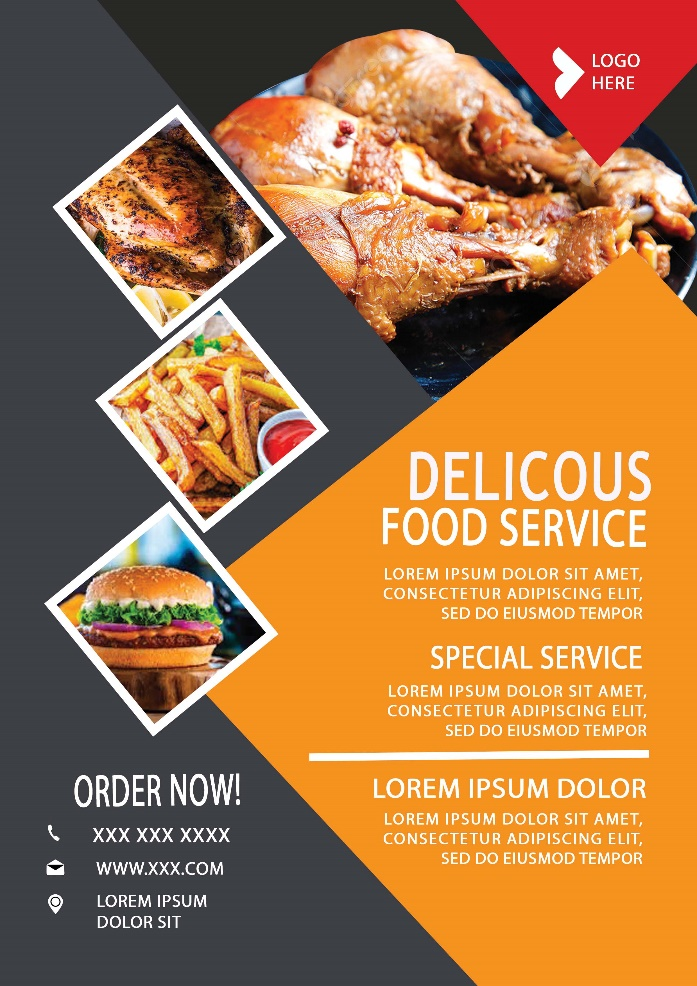 LOGO
HERE
DELICOUS
FOOD SERVICE
LOREM IPSUM DOLOR SIT AMET,
CONSECTETUR ADIPISCING ELIT,
SED DO EIUSMOD TEMPOR
SPECIAL SERVICE
LOREM IPSUM DOLOR SIT AMET,
CONSECTETUR ADIPISCING ELIT,
SED DO EIUSMOD TEMPOR
LOREM IPSUM DOLOR
LOREM IPSUM DOLOR SIT AMET,
CONSECTETUR ADIPISCING ELIT,
SED DO EIUSMOD TEMPOR
ORDER NOW!
XXX XXX XXXX
WWW.XXX.COM
LOREM IPSUM
DOLOR SIT